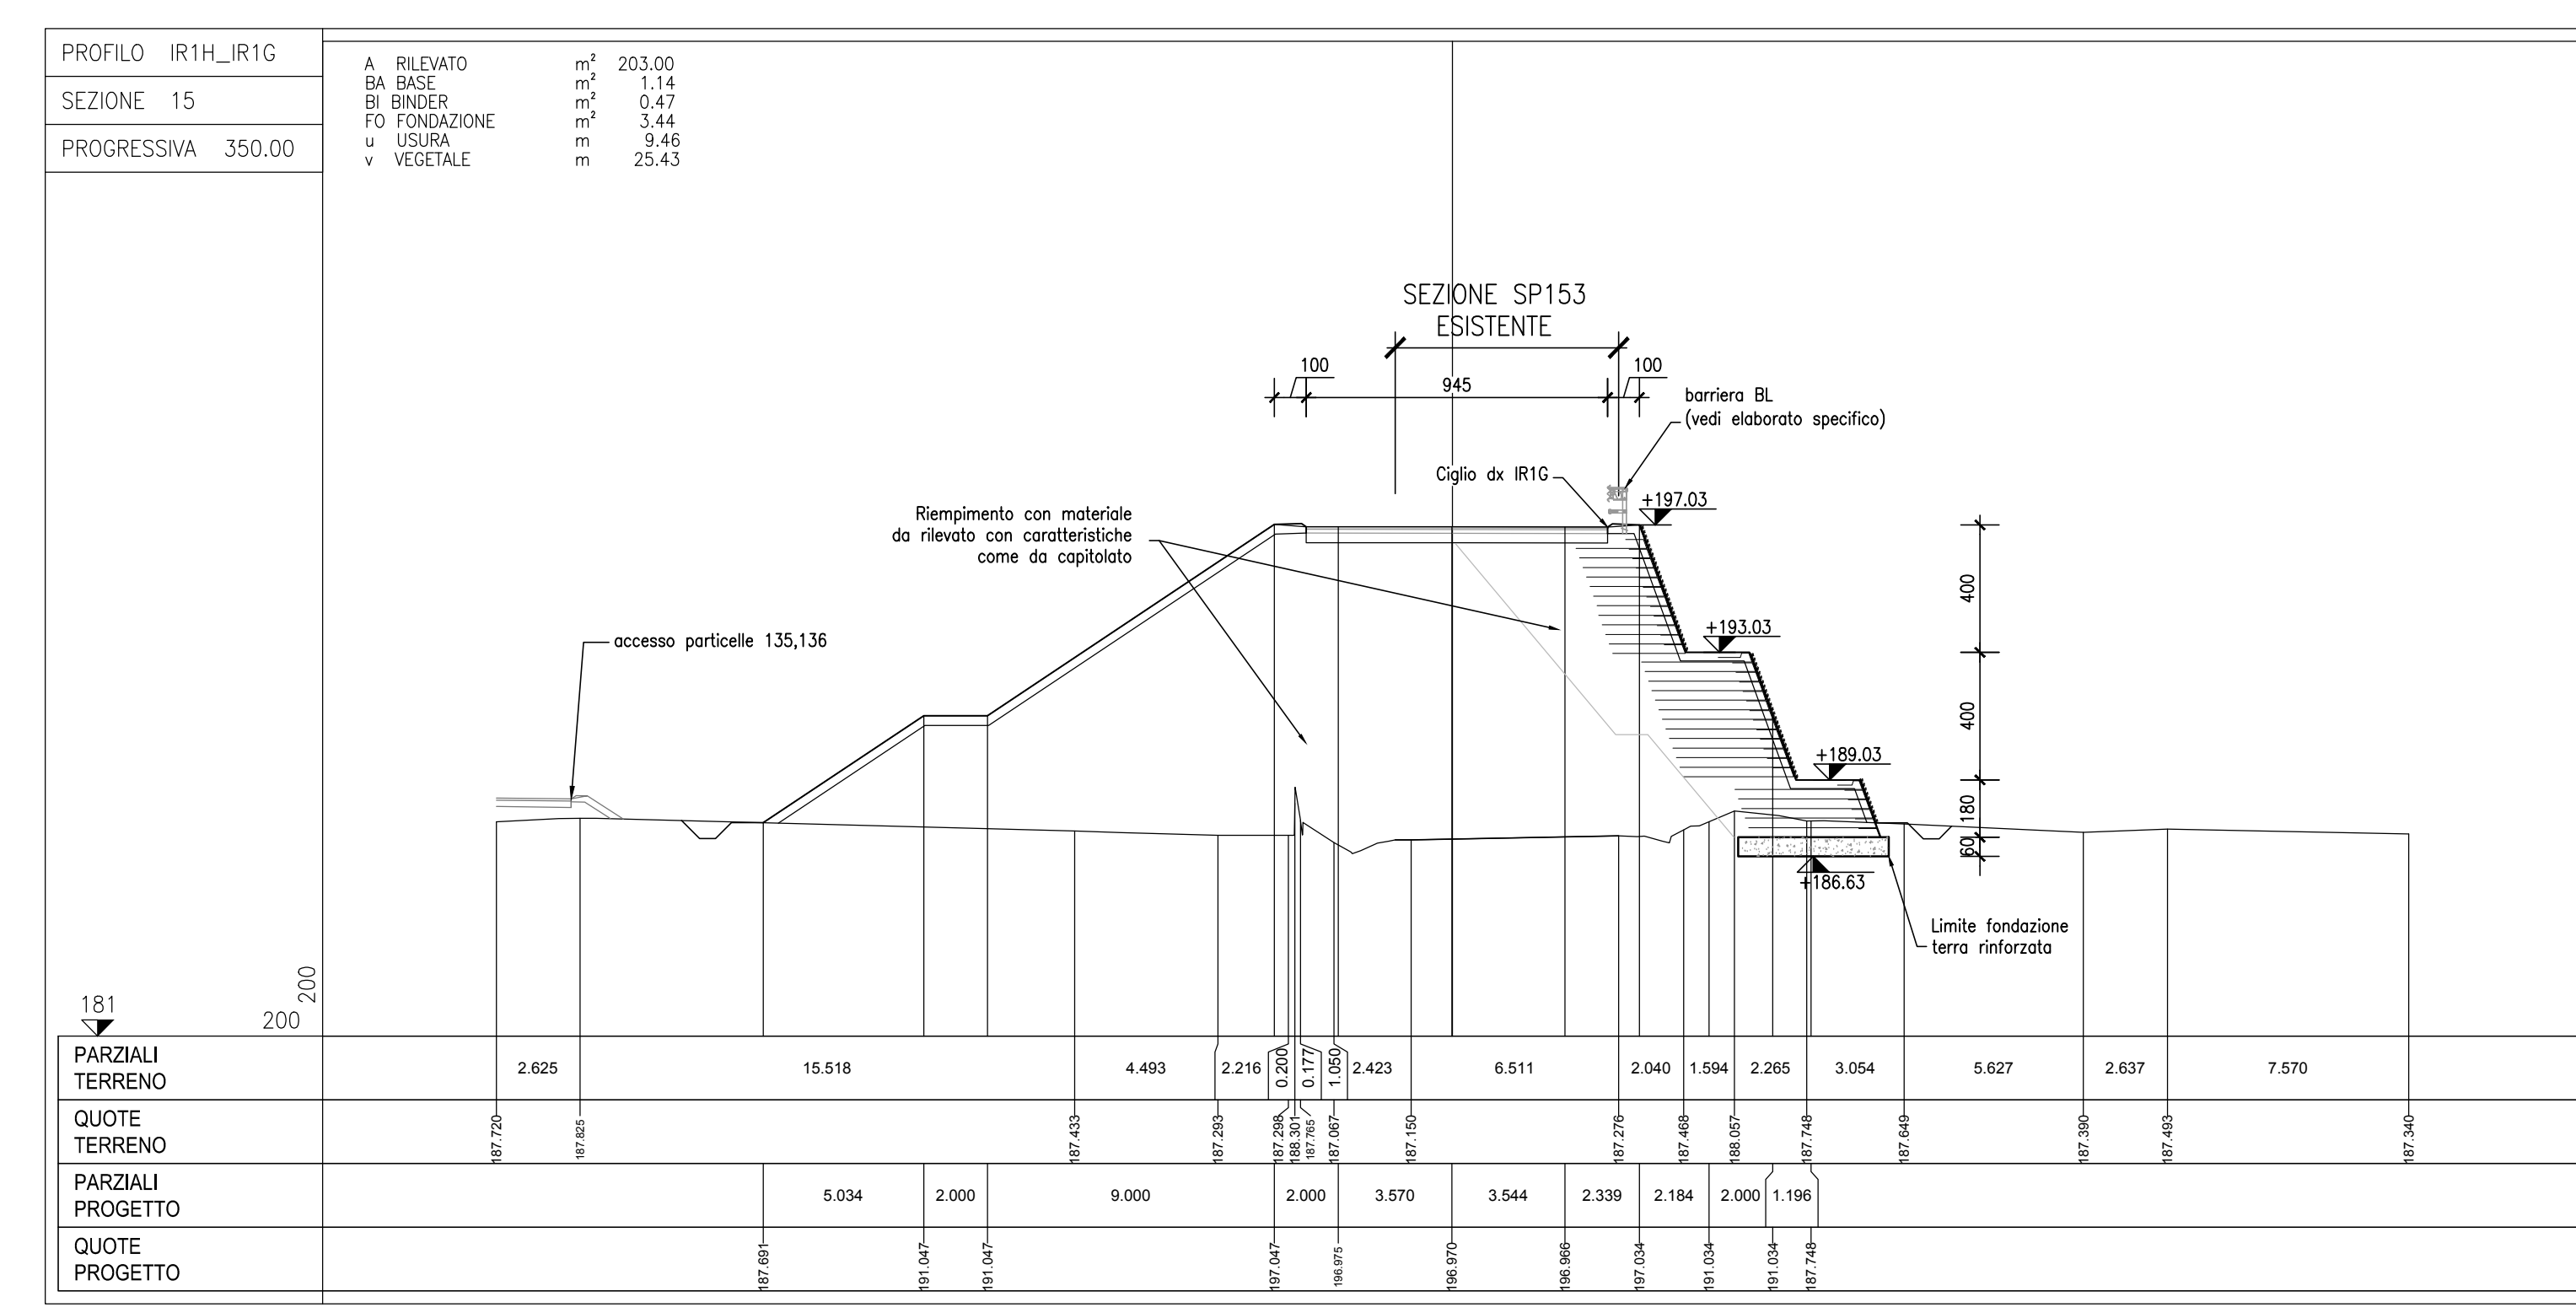 PROFILO IR1H_IR1G
SEZIONE 15
PROGRESSIVA 350.00
A RILEVATO m² 203.00
BA BASE m² 1.14
BI BINDER m² 0.47
FO FONDAZIONE m² 3.44
u USURA m 9.46
v VEGETALE m 25.43
SEZIONE SP153
ESISTENTE
100
945
100
barriera BL
(vedi elaborato specifico)
Ciglio dx IR1G
+197.03
Riempimento con materiale
da rilevato con caratteristiche
come da capitolato
400
+193.03
accesso particelle 135,136
400
+189.03
180
60
+186.63
Limite fondazione
terra rinforzata
200
181
200
PARZIALI
TERRENO
2.625 15.518 4.493 2.216 0.200 0.177 1.050 2.423 6.511 2.040 1.594 2.265 3.054 5.627 2.637 7.570
QUOTE
TERRENO
187.720 187.825 187.433 187.293 187.298 188.301 187.765 187.067 187.150 187.276 187.468 188.057 187.748 187.649 187.390 187.493 187.340
PARZIALI
PROGETTO
5.034 2.000 9.000 2.000 3.570 3.544 2.339 2.184 2.000 1.196
QUOTE
PROGETTO
187.691 191.047 191.047 197.047 196.975 196.970 196.966 197.034 191.034 191.034 187.748